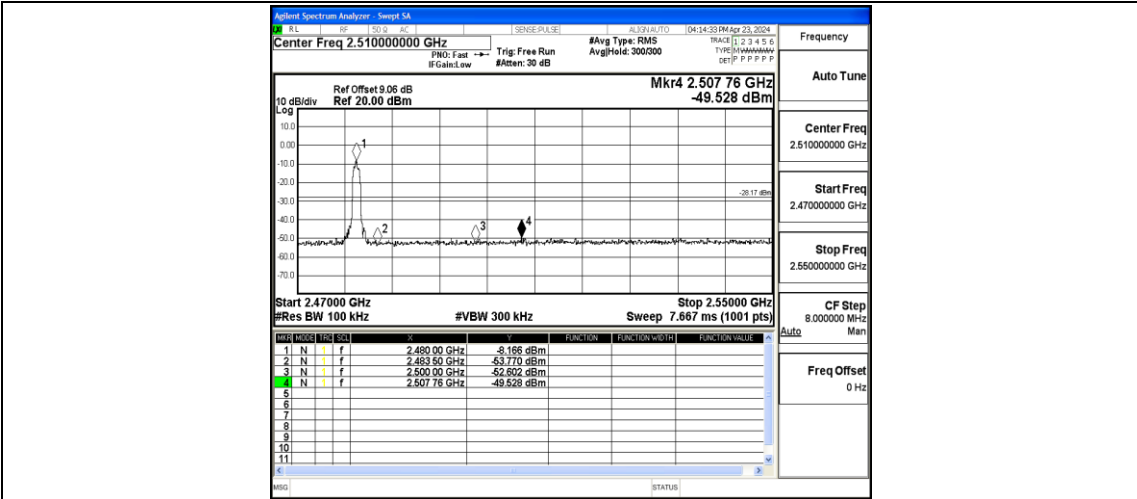 Agilent Spectrum Analyzer - Swept SA
RL RF 50 Ω AC SENSE:PULSE ALIGN AUTO 04:14:33 PM Apr 23, 2024
Center Freq 2.510000000 GHz
PNO: Fast
IFGain:Low
Trig: Free Run
#Atten: 30 dB
#Avg Type: RMS
Avg|Hold: 300/300
TRACE 1 2 3 4 5 6
TYPE MWWWWW
DET P P P P P P
Frequency
Auto Tune
Center Freq
2.510000000 GHz
Start Freq
2.470000000 GHz
Stop Freq
2.550000000 GHz
CF Step
8.000000 MHz
Auto Man
Freq Offset
0 Hz
Mkr4 2.507 76 GHz
-49.528 dBm
Ref Offset 9.06 dB
10 dB/div Ref 20.00 dBm
Log
10.0
0.00
-10.0
-20.0
-30.0
-40.0
-50.0
-60.0
-70.0
1
2
3
4
-28.17 dBm
Start 2.47000 GHz Stop 2.55000 GHz
#Res BW 100 kHz #VBW 300 kHz Sweep 7.667 ms (1001 pts)
MKR MODE TRC SCL X Y FUNCTION FUNCTION WIDTH FUNCTION VALUE
1 N 1 f 2.480 00 GHz -8.166 dBm
2 N 1 f 2.483 50 GHz -53.770 dBm
3 N 1 f 2.500 00 GHz -52.602 dBm
4 N 1 f 2.507 76 GHz -49.528 dBm
5
6
7
8
9
10
11
MSG STATUS